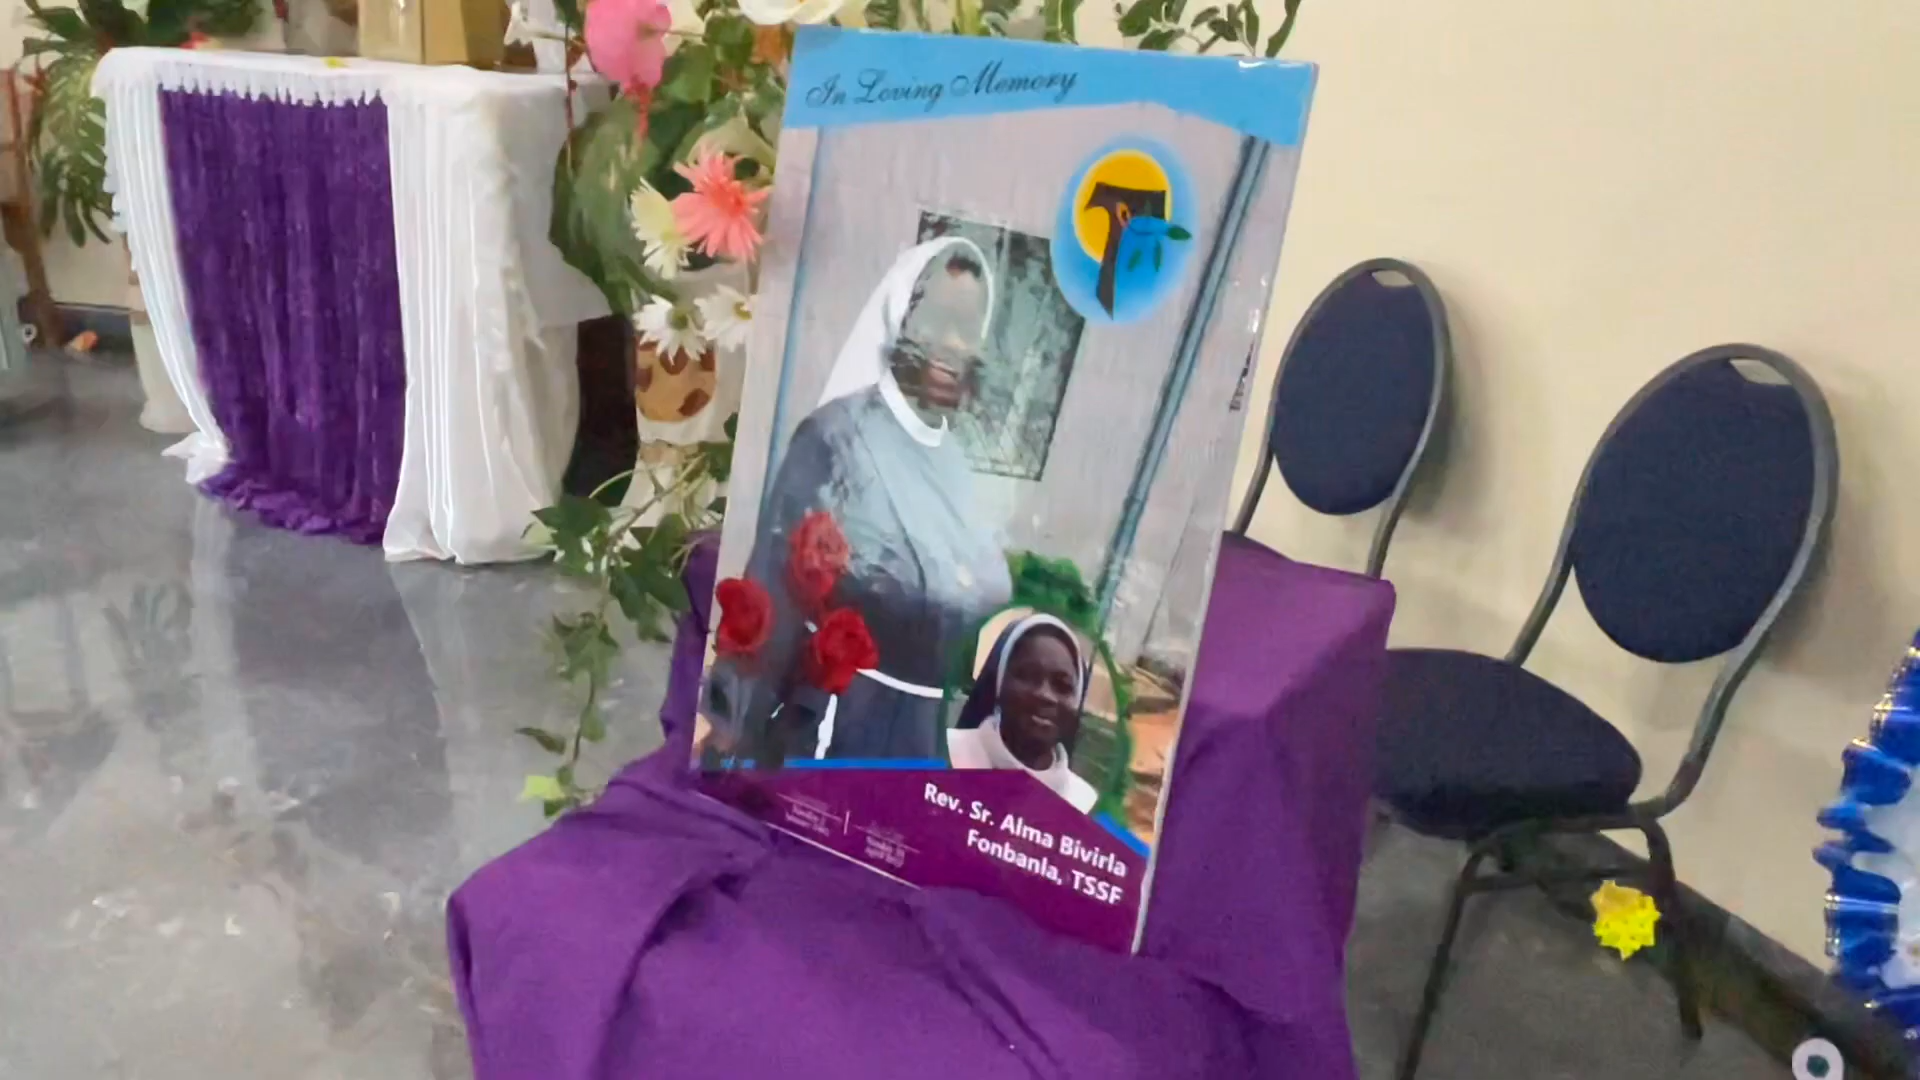 In Loving Memory
Rev. Sr. Alma Bivirla
Fonbanla, TSSF